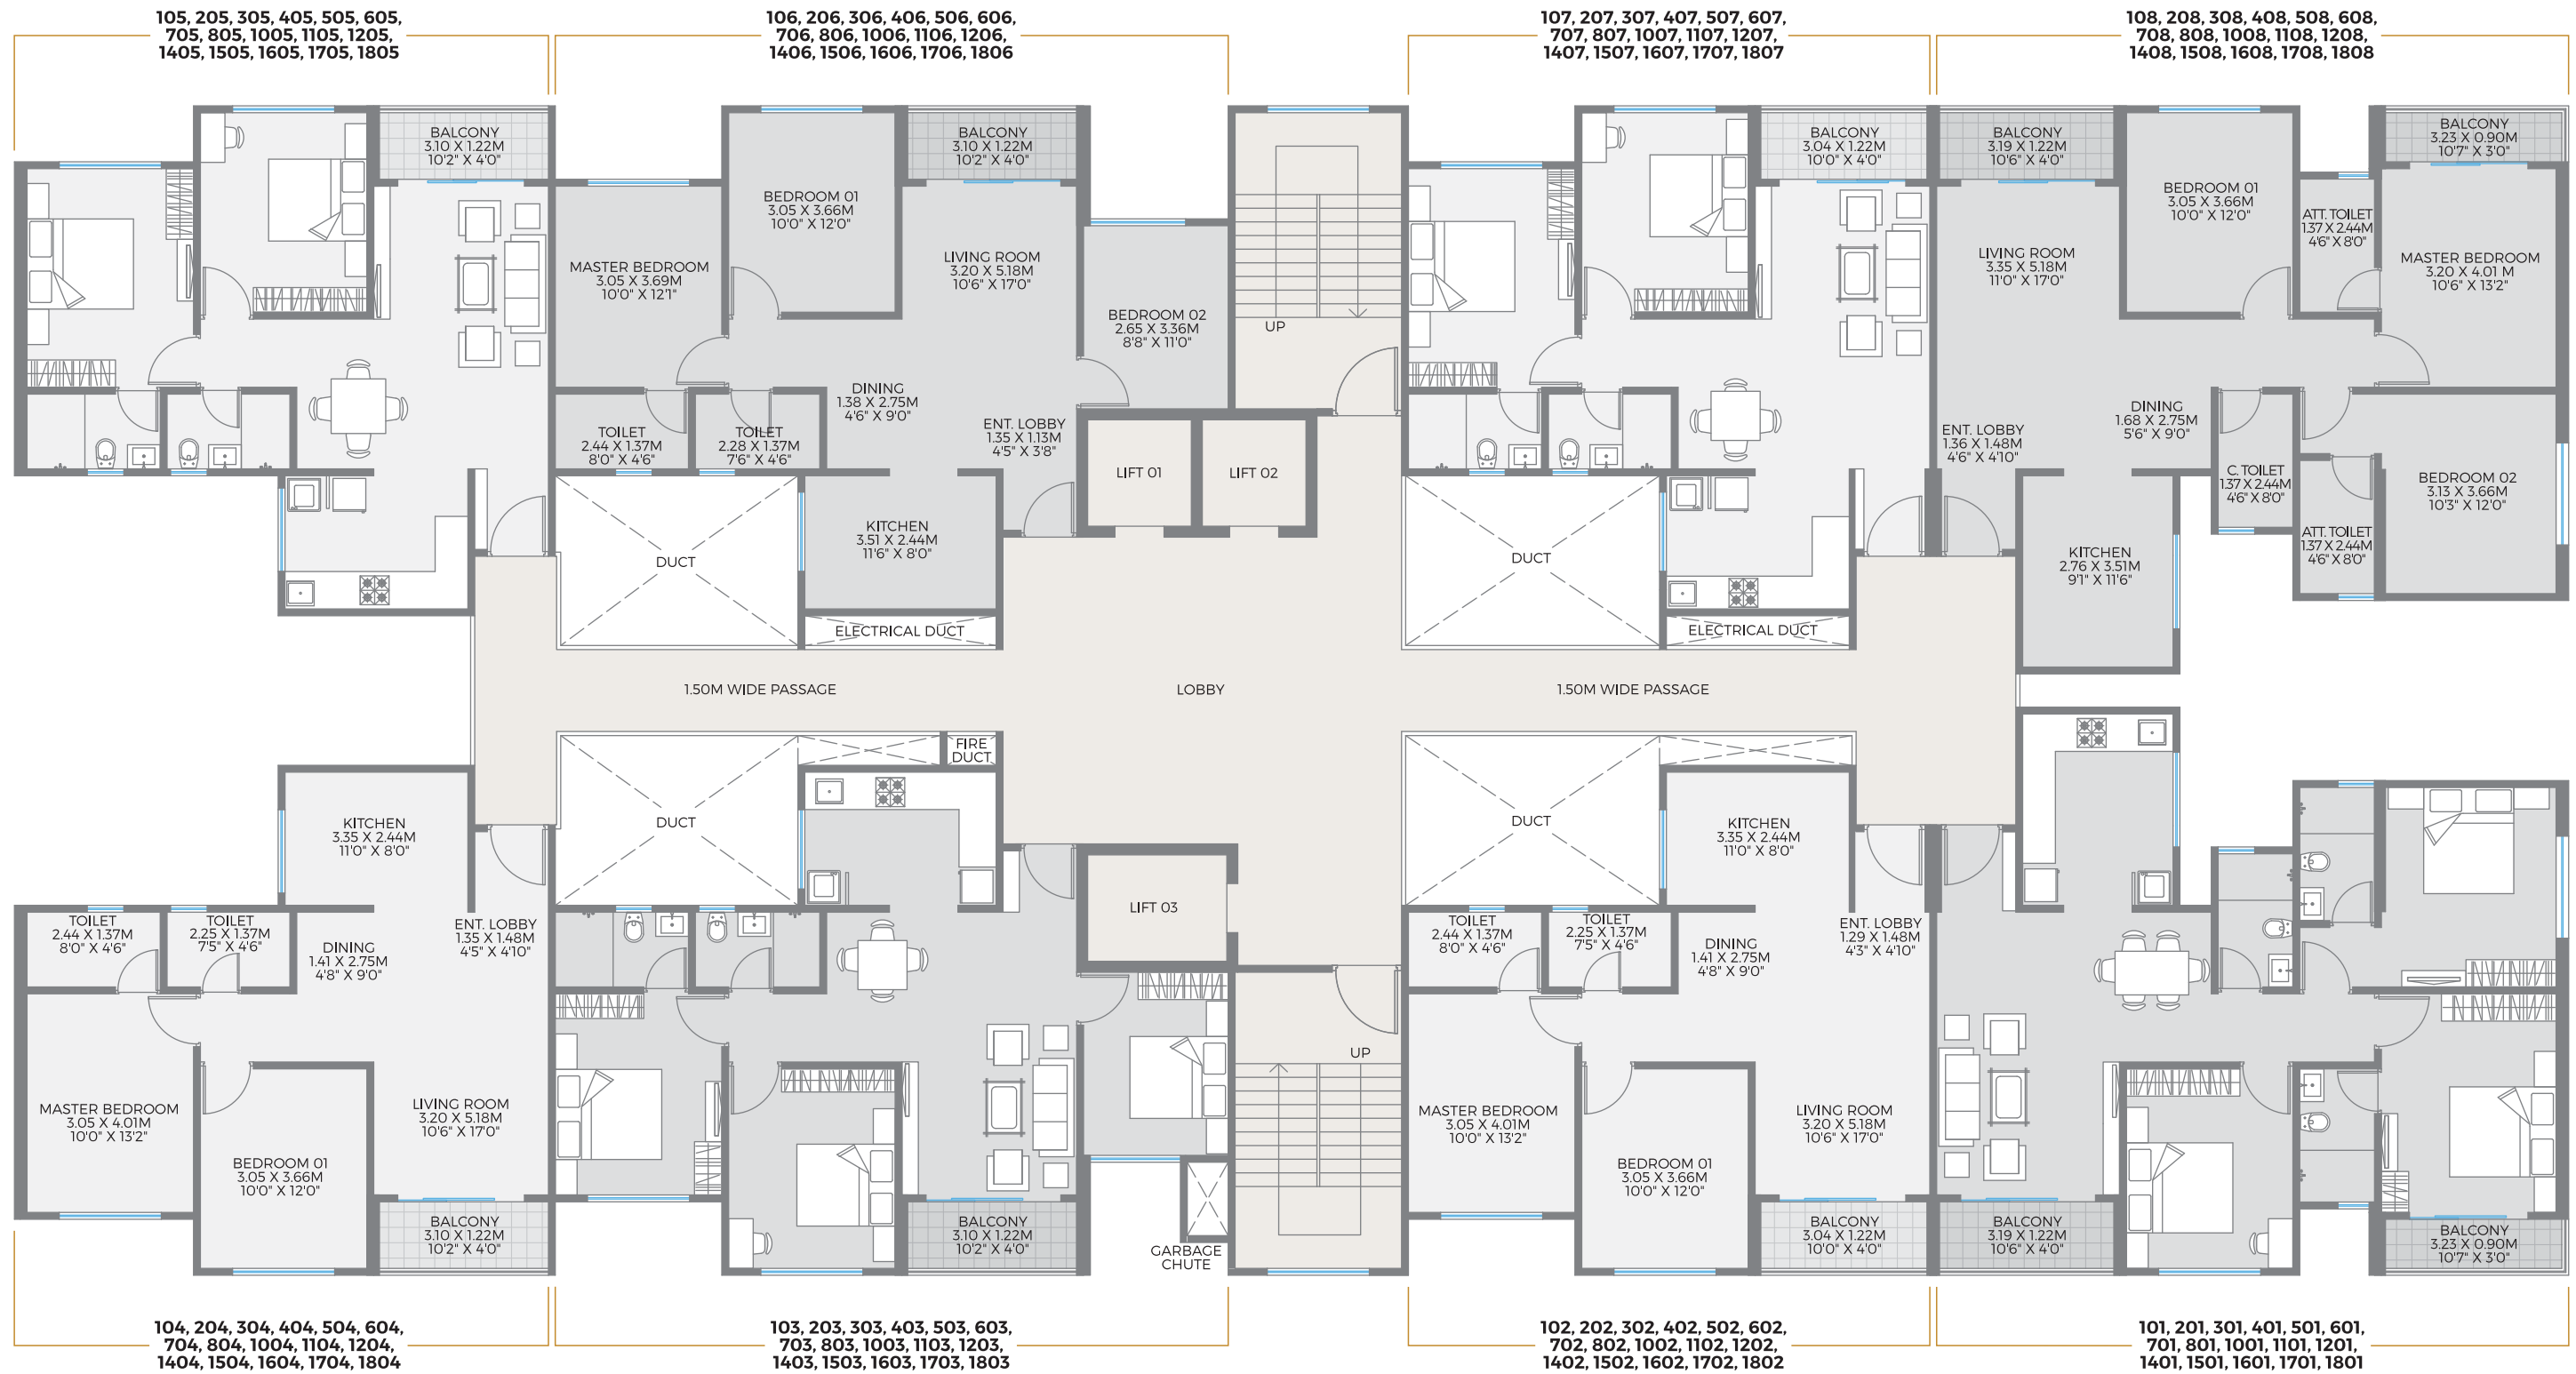 105, 205, 305, 405, 505, 605,
705, 805, 1005, 1105, 1205,
1405, 1505, 1605, 1705, 1805
106, 206, 306, 406, 506, 606,
706, 806, 1006, 1106, 1206,
1406, 1506, 1606, 1706, 1806
107, 207, 307, 407, 507, 607,
707, 807, 1007, 1107, 1207,
1407, 1507, 1607, 1707, 1807
108, 208, 308, 408, 508, 608,
708, 808, 1008, 1108, 1208,
1408, 1508, 1608, 1708, 1808
BALCONY
3.10 X 1.22M
10'2" X 4'0"
MASTER BEDROOM
3.05 X 3.69M
10'0" X 12'1"
BEDROOM 01
3.05 X 3.66M
10'0" X 12'0"
BALCONY
3.10 X 1.22M
10'2" X 4'0"
LIVING ROOM
3.20 X 5.18M
10'6" X 17'0"
BEDROOM 02
2.65 X 3.36M
8'8" X 11'0"
DINING
1.38 X 2.75M
4'6" X 9'0"
ENT. LOBBY
1.35 X 1.13M
4'5" X 3'8"
TOILET
2.44 X 1.37M
8'0" X 4'6"
TOILET
2.28 X 1.37M
7'6" X 4'6"
KITCHEN
3.51 X 2.44M
11'6" X 8'0"
DUCT
ELECTRICAL DUCT
UP
LIFT 01
LIFT 02
BALCONY
3.04 X 1.22M
10'0" X 4'0"
DUCT
ELECTRICAL DUCT
BALCONY
3.19 X 1.22M
10'6" X 4'0"
BEDROOM 01
3.05 X 3.66M
10'0" X 12'0"
BALCONY
3.23 X 0.90M
10'7" X 3'0"
ATT. TOILET
1.37 X 2.44M
4'6" X 8'0"
LIVING ROOM
3.35 X 5.18M
11'0" X 17'0"
MASTER BEDROOM
3.20 X 4.01 M
10'6" X 13'2"
DINING
1.68 X 2.75M
5'6" X 9'0"
ENT. LOBBY
1.36 X 1.48M
4'6" X 4'10"
C. TOILET
1.37 X 2.44M
4'6" X 8'0"
BEDROOM 02
3.13 X 3.66M
10'3" X 12'0"
ATT. TOILET
1.37 X 2.44M
4'6" X 8'0"
KITCHEN
2.76 X 3.51M
9'1" X 11'6"
1.50M WIDE PASSAGE
LOBBY
1.50M WIDE PASSAGE
KITCHEN
3.35 X 2.44M
11'0" X 8'0"
TOILET
2.44 X 1.37M
8'0" X 4'6"
TOILET
2.25 X 1.37M
7'5" X 4'6"
DINING
1.41 X 2.75M
4'8" X 9'0"
ENT. LOBBY
1.35 X 1.48M
4'5" X 4'10"
MASTER BEDROOM
3.05 X 4.01M
10'0" X 13'2"
LIVING ROOM
3.20 X 5.18M
10'6" X 17'0"
BEDROOM 01
3.05 X 3.66M
10'0" X 12'0"
BALCONY
3.10 X 1.22M
10'2" X 4'0"
DUCT
FIRE
DUCT
LIFT 03
BALCONY
3.10 X 1.22M
10'2" X 4'0"
GARBAGE
CHUTE
UP
DUCT
KITCHEN
3.35 X 2.44M
11'0" X 8'0"
TOILET
2.44 X 1.37M
8'0" X 4'6"
TOILET
2.25 X 1.37M
7'5" X 4'6"
DINING
1.41 X 2.75M
4'8" X 9'0"
ENT. LOBBY
1.29 X 1.48M
4'3" X 4'10"
MASTER BEDROOM
3.05 X 4.01M
10'0" X 13'2"
LIVING ROOM
3.20 X 5.18M
10'6" X 17'0"
BEDROOM 01
3.05 X 3.66M
10'0" X 12'0"
BALCONY
3.04 X 1.22M
10'0" X 4'0"
BALCONY
3.19 X 1.22M
10'6" X 4'0"
BALCONY
3.23 X 0.90M
10'7" X 3'0"
104, 204, 304, 404, 504, 604,
704, 804, 1004, 1104, 1204,
1404, 1504, 1604, 1704, 1804
103, 203, 303, 403, 503, 603,
703, 803, 1003, 1103, 1203,
1403, 1503, 1603, 1703, 1803
102, 202, 302, 402, 502, 602,
702, 802, 1002, 1102, 1202,
1402, 1502, 1602, 1702, 1802
101, 201, 301, 401, 501, 601,
701, 801, 1001, 1101, 1201,
1401, 1501, 1601, 1701, 1801